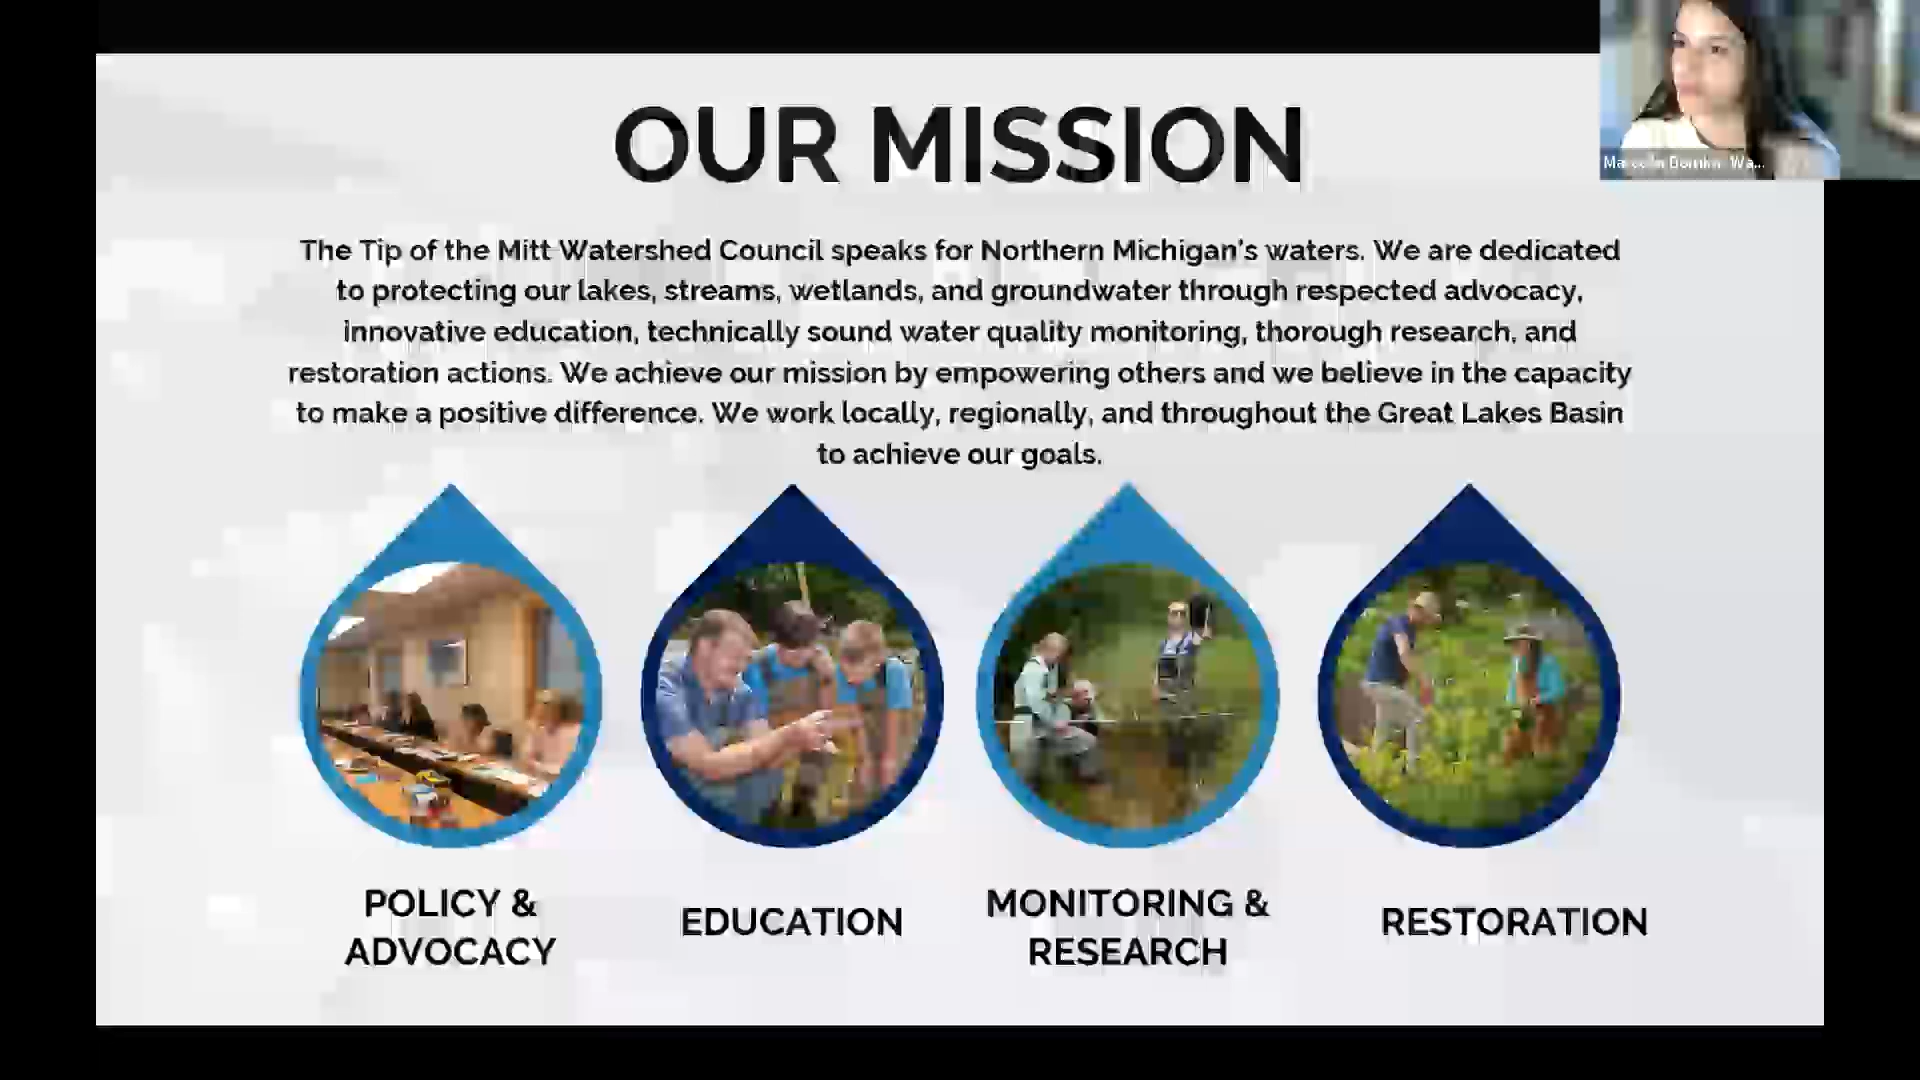 OUR MISSION
The Tip of the Mitt Watershed Council speaks for Northern Michigan's waters. We are dedicated
to protecting our lakes, streams, wetlands, and groundwater through respected advocacy,
innovative education, technically sound water quality monitoring, thorough research, and
restoration actions. We achieve our mission by empowering others and we believe in the capacity
to make a positive difference. We work locally, regionally, and throughout the Great Lakes Basin
to achieve our goals.
POLICY &
ADVOCACY
EDUCATION
MONITORING &
RESEARCH
RESTORATION